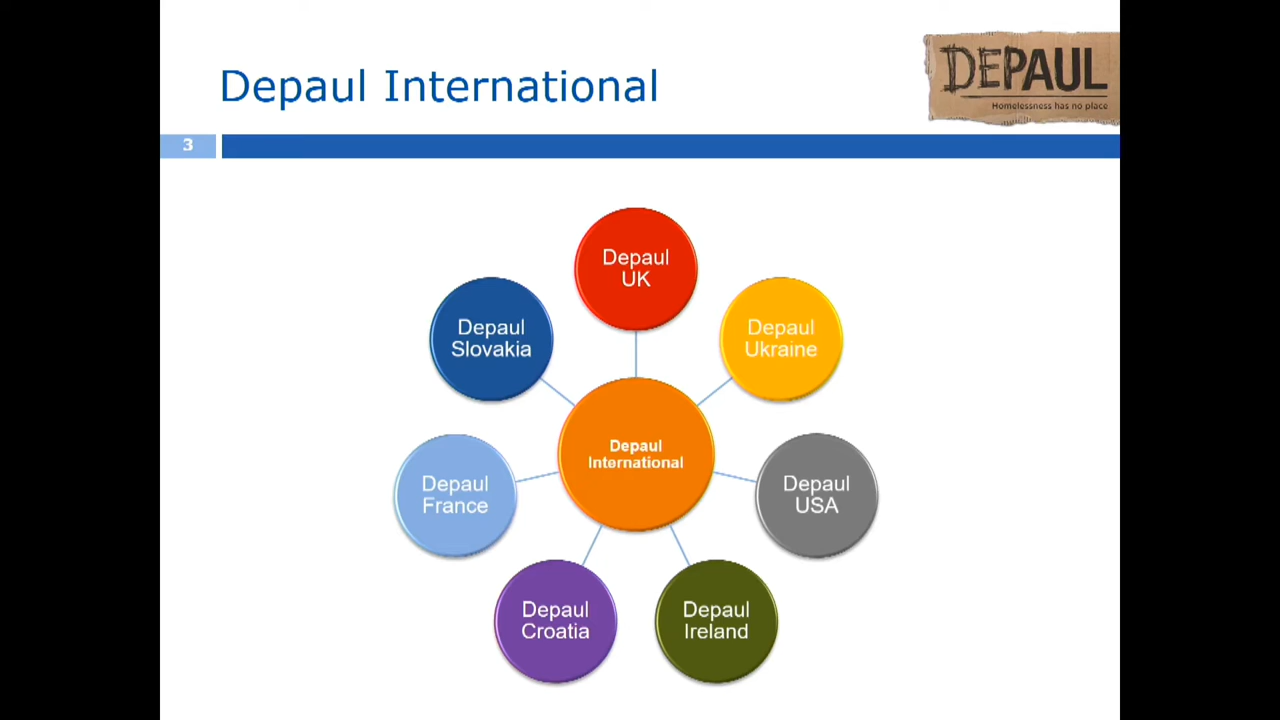 Depaul International
DEPAUL
Homelessness has no place
3
Depaul
UK
Depaul
Ukraine
Depaul
USA
Depaul
Ireland
Depaul
Croatia
Depaul
France
Depaul
Slovakia
Depaul
International